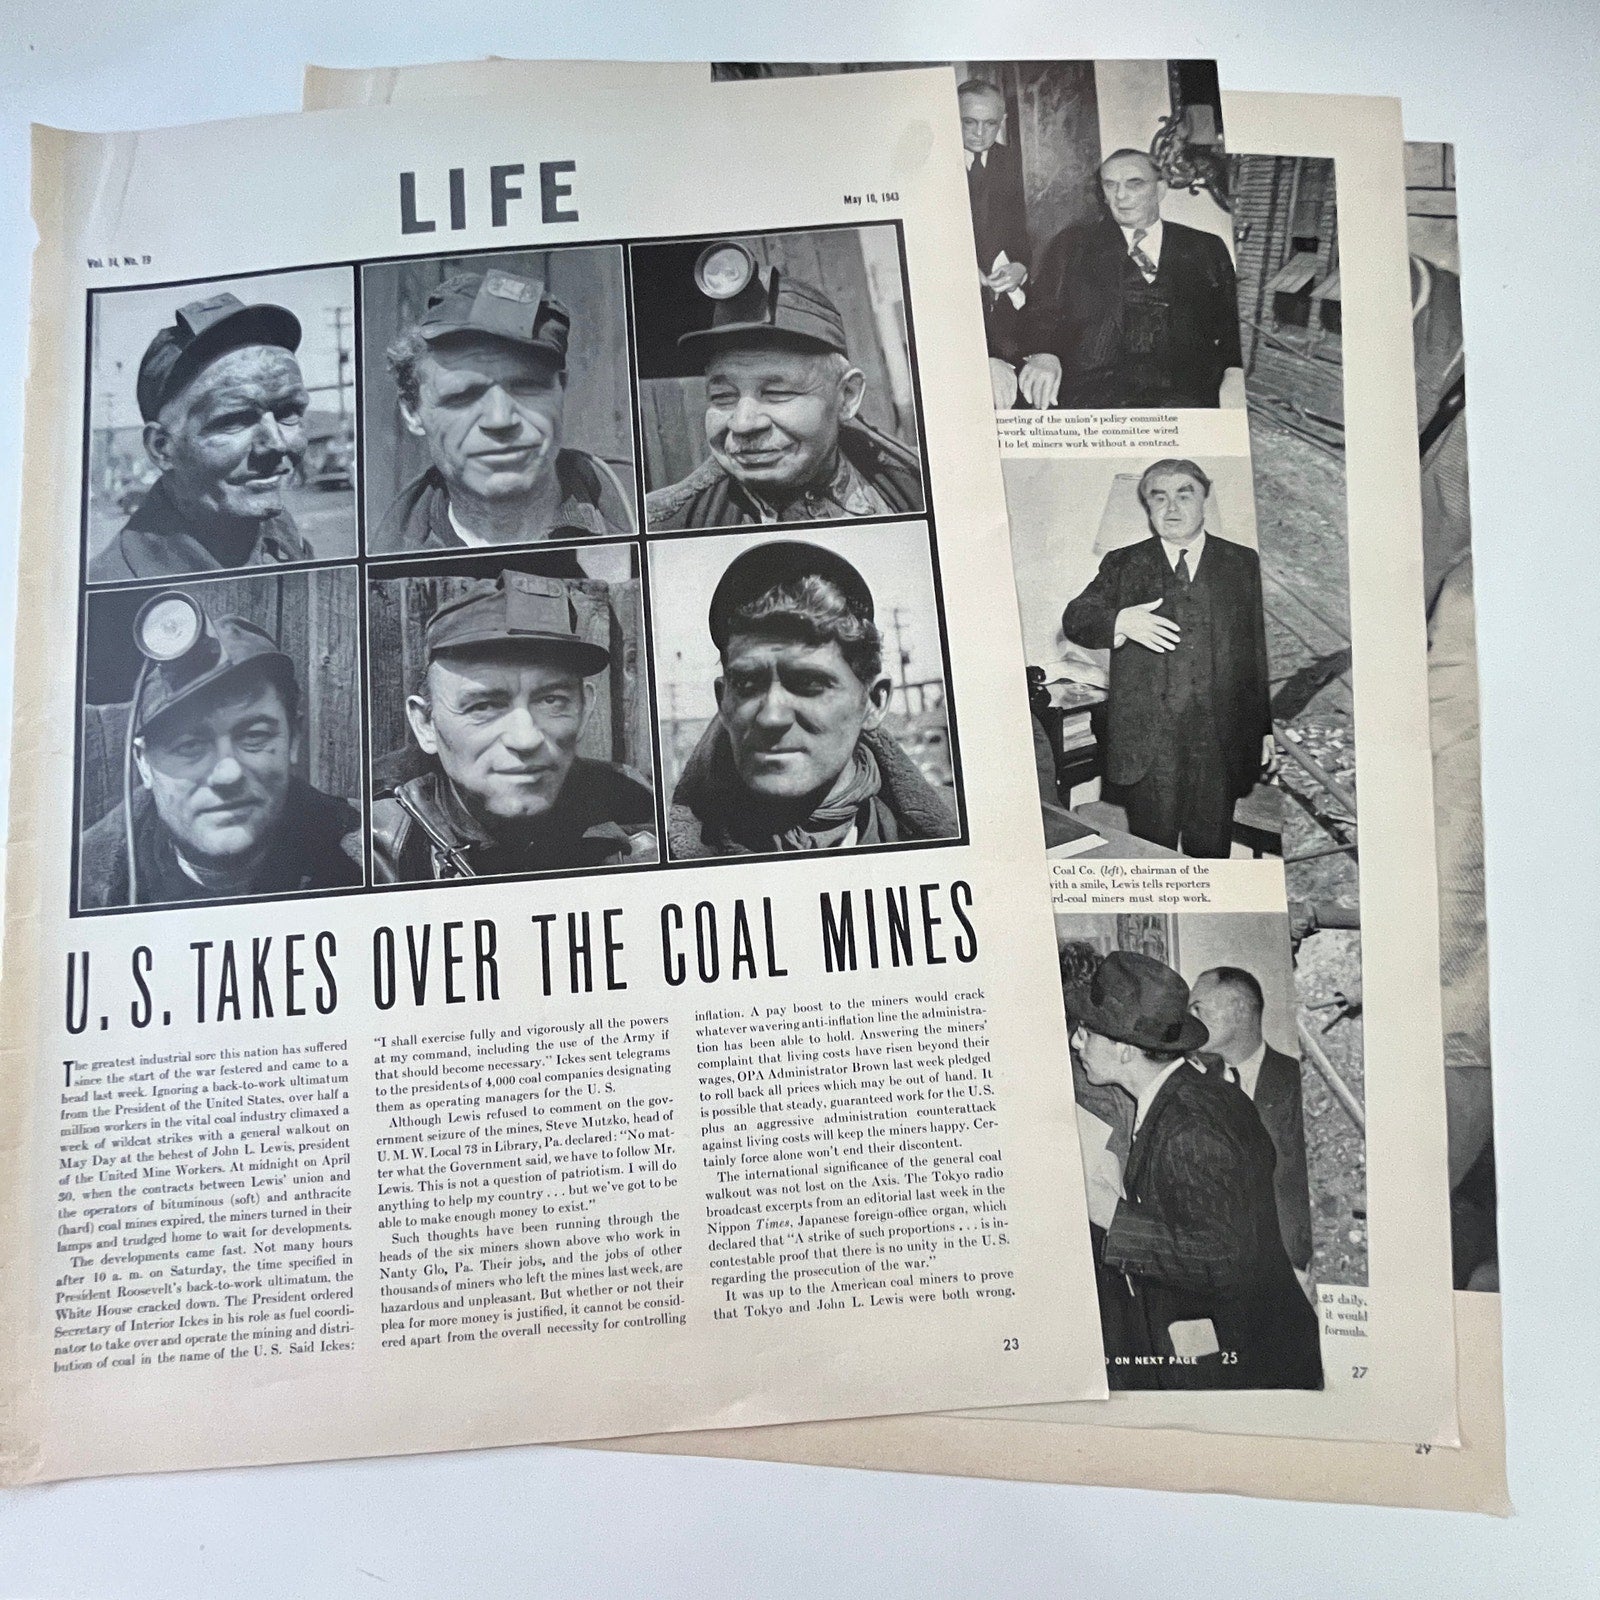 LIFE
Vol. 14, No. 19
May 10, 1943
U. S. TAKES OVER THE COAL MINES
The greatest industrial sore this nation has suffered
since the start of the war festered and came to a
head last week. Ignoring a back-to-work ultimatum
from the President of the United States, over half a
million workers in the vital coal industry climaxed a
week of wildcat strikes with a general walkout on
May Day at the behest of John L. Lewis, president
of the United Mine Workers. At midnight on April
30, when the contracts between Lewis' union and
the operators of bituminous (soft) and anthracite
(hard) coal mines expired, the miners turned in their
lamps and trudged home to wait for developments.
The developments came fast. Not many hours
after 10 a. m. on Saturday, the time specified in
President Roosevelt's back-to-work ultimatum, the
White House cracked down. The President ordered
Secretary of Interior Ickes in his role as fuel coordi-
nator to take over and operate the mining and distri-
bution of coal in the name of the U. S. Said Ickes:
"I shall exercise fully and vigorously all the powers
at my command, including the use of the Army if
that should become necessary." Ickes sent telegrams
to the presidents of 4,000 coal companies designating
them as operating managers for the U. S.
Although Lewis refused to comment on the gov-
ernment seizure of the mines, Steve Mutzko, head of
U. M. W. Local 73 in Library, Pa. declared: "No mat-
ter what the Government said, we have to follow Mr.
Lewis. This is not a question of patriotism. I will do
anything to help my country . . . but we've got to be
able to make enough money to exist."
Such thoughts have been running through the
heads of the six miners shown above who work in
Nanty Glo, Pa. Their jobs, and the jobs of other
thousands of miners who left the mines last week, are
hazardous and unpleasant. But whether or not their
plea for more money is justified, it cannot be consid-
ered apart from the overall necessity for controlling
inflation. A pay boost to the miners would crack
whatever wavering anti-inflation line the administra-
tion has been able to hold. Answering the miners'
complaint that living costs have risen beyond their
wages, OPA Administrator Brown last week pledged
to roll back all prices which may be out of hand. It
is possible that steady, guaranteed work for the U. S.
plus an aggressive administration counterattack
against living costs will keep the miners happy. Cer-
tainly force alone won't end their discontent.
The international significance of the general coal
walkout was not lost on the Axis. The Tokyo radio
broadcast excerpts from an editorial last week in the
Nippon Times, Japanese foreign-office organ, which
declared that "A strike of such proportions . . . is in-
contestable proof that there is no unity in the U. S.
regarding the prosecution of the war."
It was up to the American coal miners to prove
that Tokyo and John L. Lewis were both wrong.
23
meeting of the union's policy committee
-work ultimatum, the committee wired
to let miners work without a contract.
Coal Co. (left), chairman of the
with a smile, Lewis tells reporters
rd-coal miners must stop work.
ON NEXT PAGE 25
25 daily,
it would
formula.
27
29